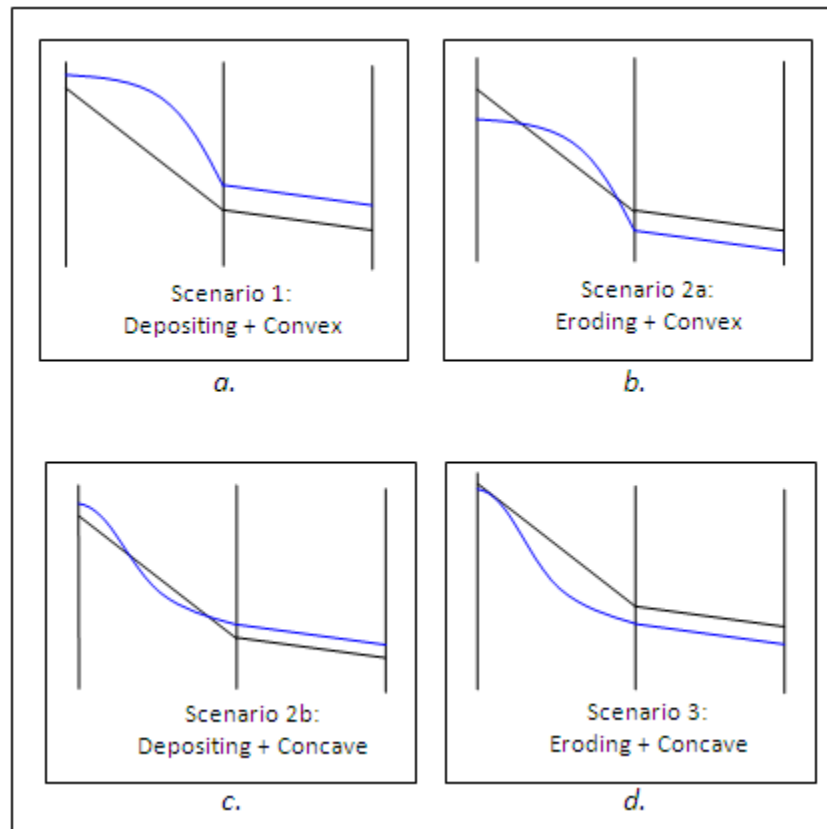 Scenario 1:
Depositing + Convex
a.
Scenario 2a:
Eroding + Convex
b.
Scenario 2b:
Depositing + Concave
c.
Scenario 3:
Eroding + Concave
d.